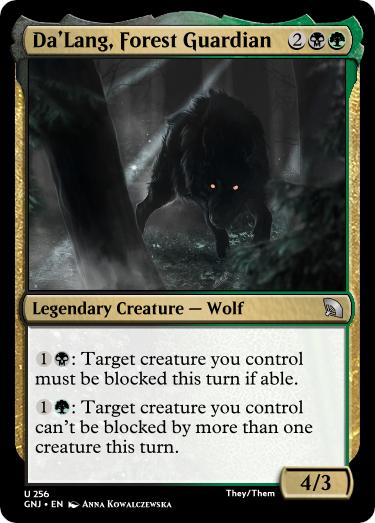 Da'Lang, Forest Guardian 2
Legendary Creature — Wolf
1 : Target creature you control
must be blocked this turn if able.
1 : Target creature you control
can't be blocked by more than one
creature this turn.
4/3
U 256
They/Them
GNJ • EN Anna Kowalczewska